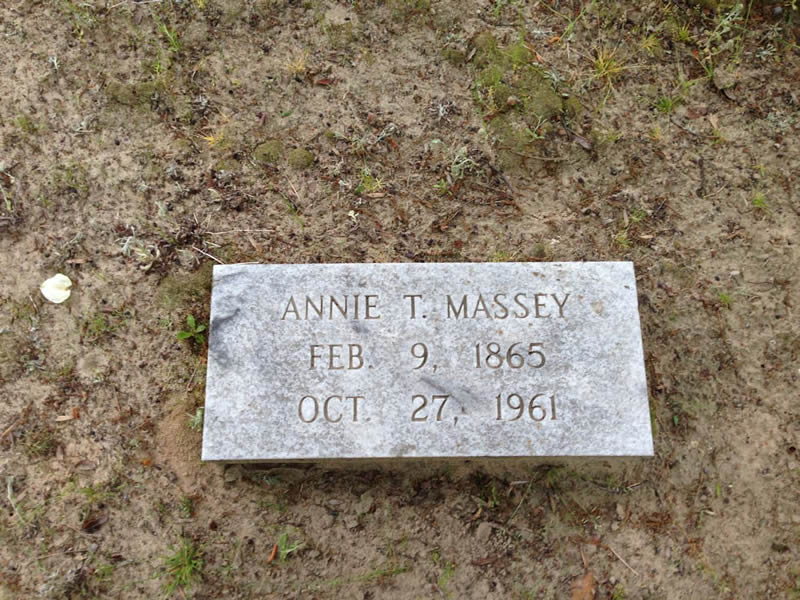 ANNIE T. MASSEY
FEB. 9, 1865
OCT. 27, 1961